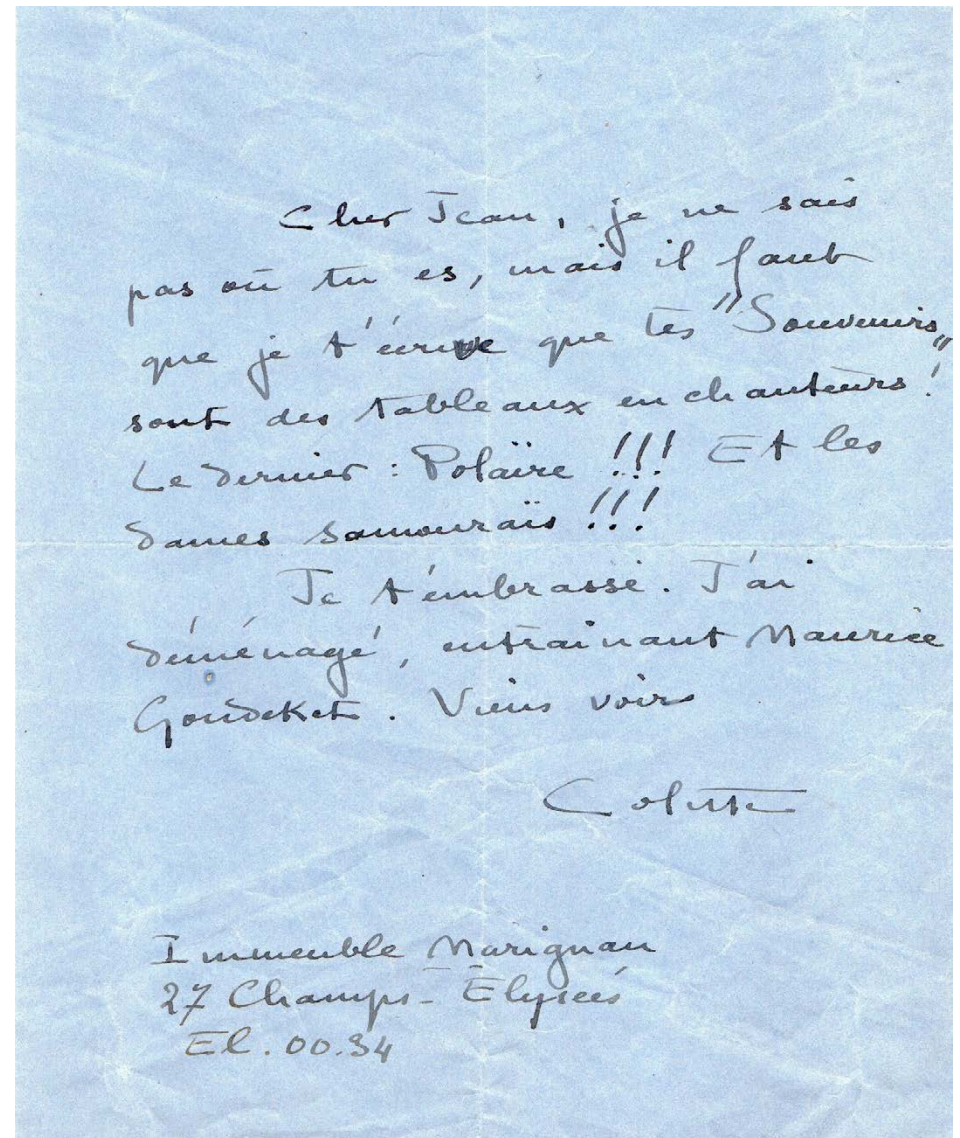 Cher Jean, je ne sais
pas où tu es, mais il faut
que je t'écrive que tes "Souvenirs"
sont des tableaux enchanteurs !
Le dernier : Polaire !!! Et les
dames samouraïs !!!
Je t'embrasse. J'ai
déménagé, entraînant Maurice
Goudeket. Viens voir
Colette
Immeuble Marignan
27 Champs-Elysées
El. 00.34